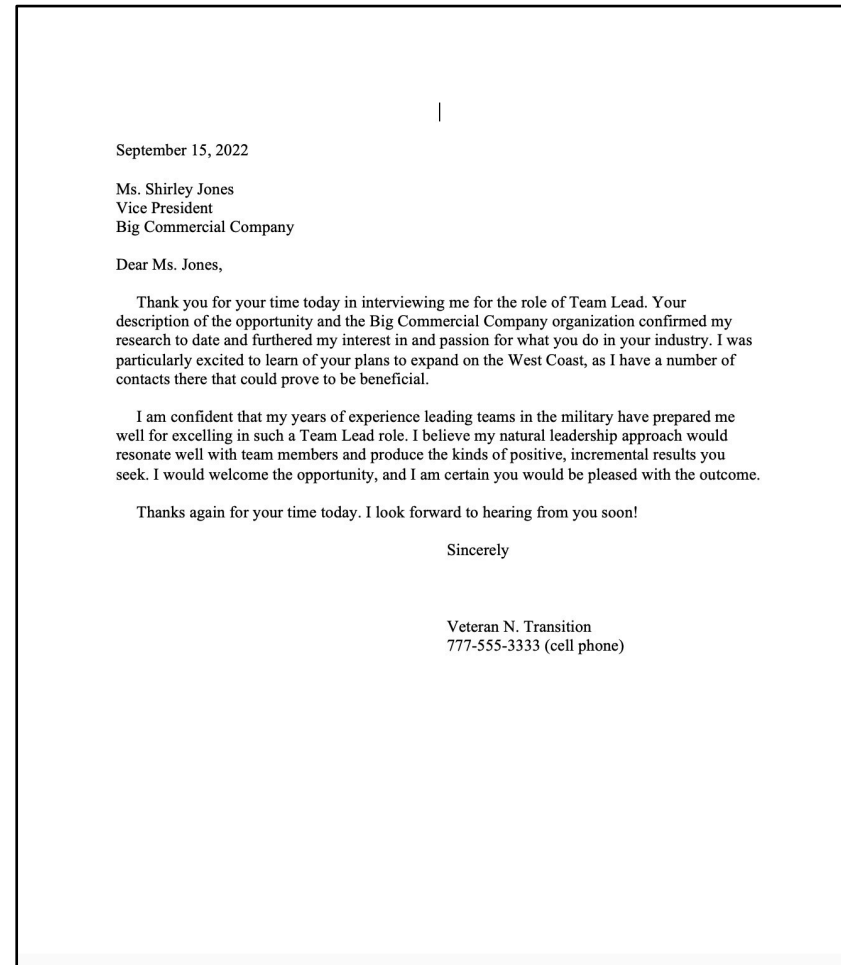 September 15, 2022
Ms. Shirley Jones
Vice President
Big Commercial Company
Dear Ms. Jones,
Thank you for your time today in interviewing me for the role of Team Lead. Your
description of the opportunity and the Big Commercial Company organization confirmed my
research to date and furthered my interest in and passion for what you do in your industry. I was
particularly excited to learn of your plans to expand on the West Coast, as I have a number of
contacts there that could prove to be beneficial.
I am confident that my years of experience leading teams in the military have prepared me
well for excelling in such a Team Lead role. I believe my natural leadership approach would
resonate well with team members and produce the kinds of positive, incremental results you
seek. I would welcome the opportunity, and I am certain you would be pleased with the outcome.
Thanks again for your time today. I look forward to hearing from you soon!
Sincerely
Veteran N. Transition
777-555-3333 (cell phone)